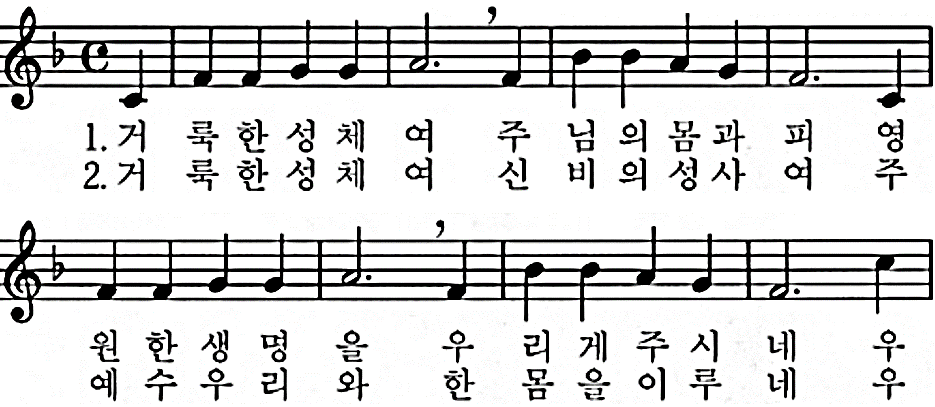 1. 거 룩 한 성 체 여 주 님 의 몸 과 피 영
2. 거 룩 한 성 체 여 신 비 의 성 사 여 주
원 한 생 명 을 우 리 게 주 시 네 우
예 수 우 리 와 한 몸 을 이 루 네 우